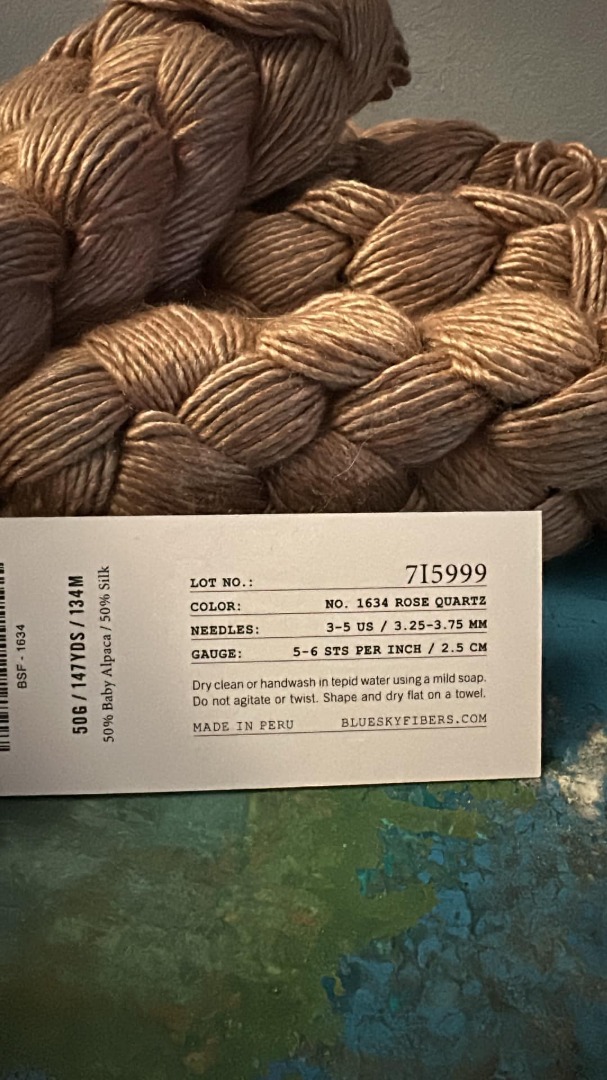 BSF - 1634
50G / 147YDS / 134M
50% Baby Alpaca / 50% Silk
LOT NO.: 7I5999
COLOR: NO. 1634 ROSE QUARTZ
NEEDLES: 3-5 US / 3.25-3.75 MM
GAUGE: 5-6 STS PER INCH / 2.5 CM
Dry clean or handwash in tepid water using a mild soap.
Do not agitate or twist. Shape and dry flat on a towel.
MADE IN PERU BLUESKYFIBERS.COM